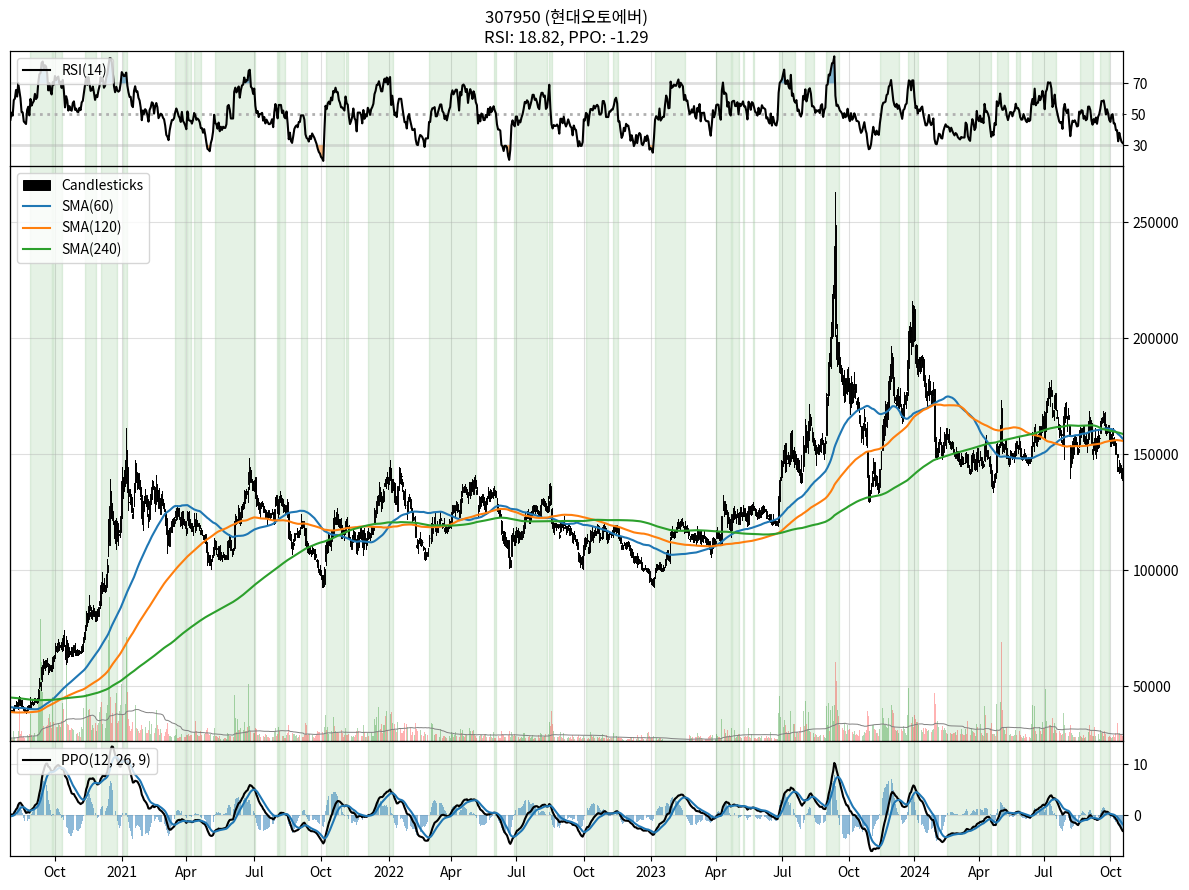 307950 (현대오토에버)
RSI: 18.82, PPO: -1.29
RSI(14)
70
50
30
Candlesticks
SMA(60)
SMA(120)
SMA(240)
250000
200000
150000
100000
50000
PPO(12, 26, 9)
10
0
Oct 2021 Apr Jul Oct 2022 Apr Jul Oct 2023 Apr Jul Oct 2024 Apr Jul Oct